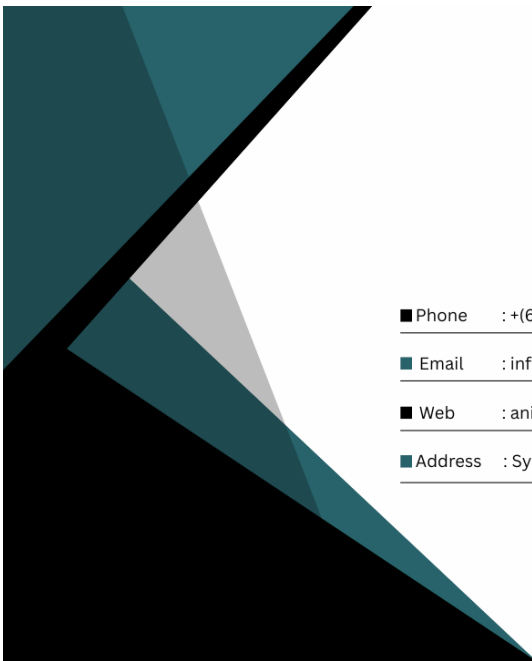 Phone : +(6
Email : inf
Web : ani
Address : Sy